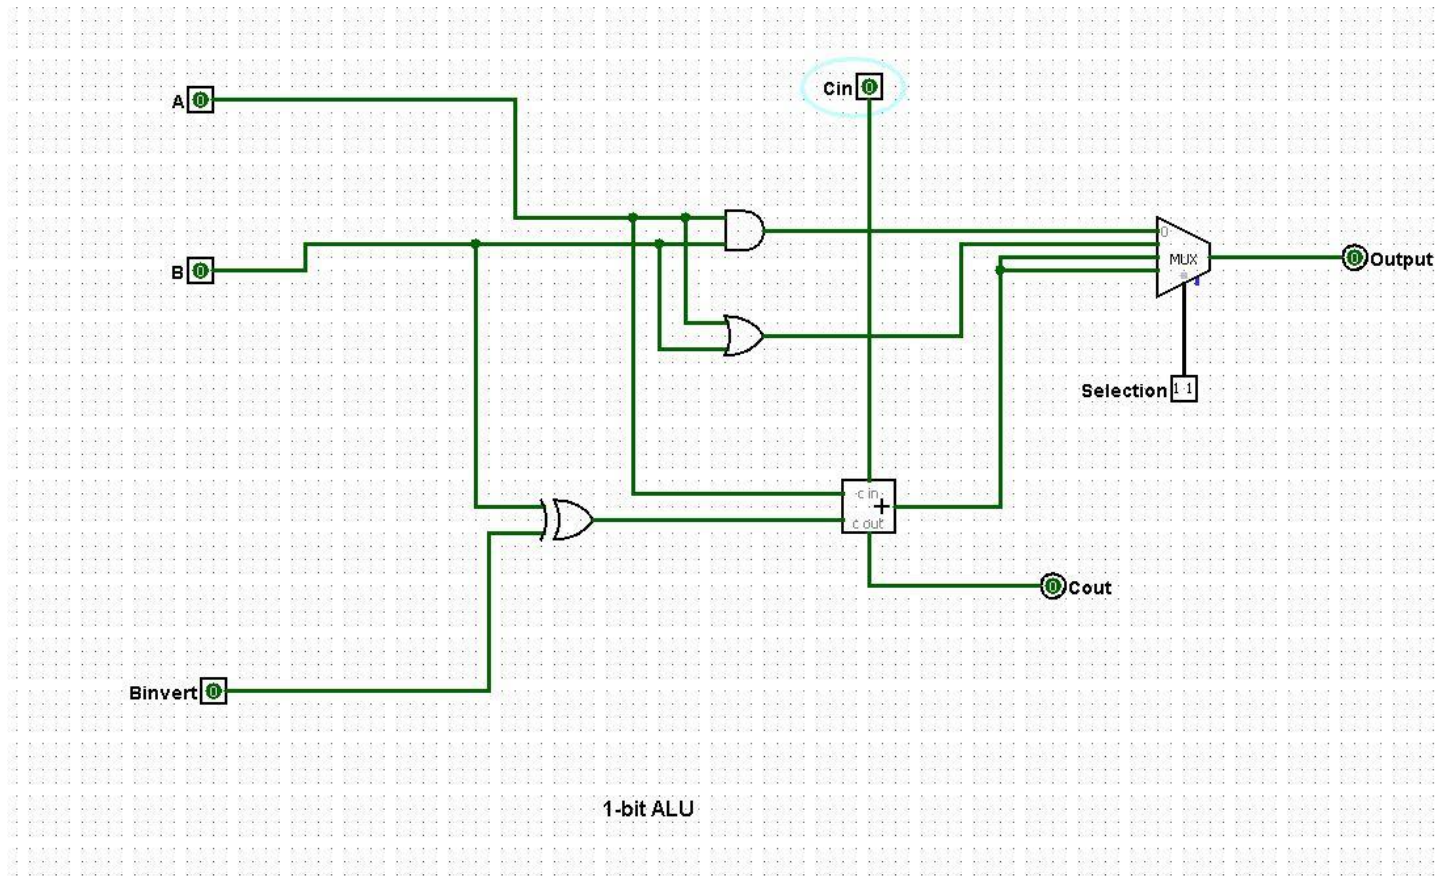 Cin 0
A 0
0
MUX
0 Output
B 0
Selection 1 1
c in
+
c out
0 Cout
Binvert 0
1-bit ALU